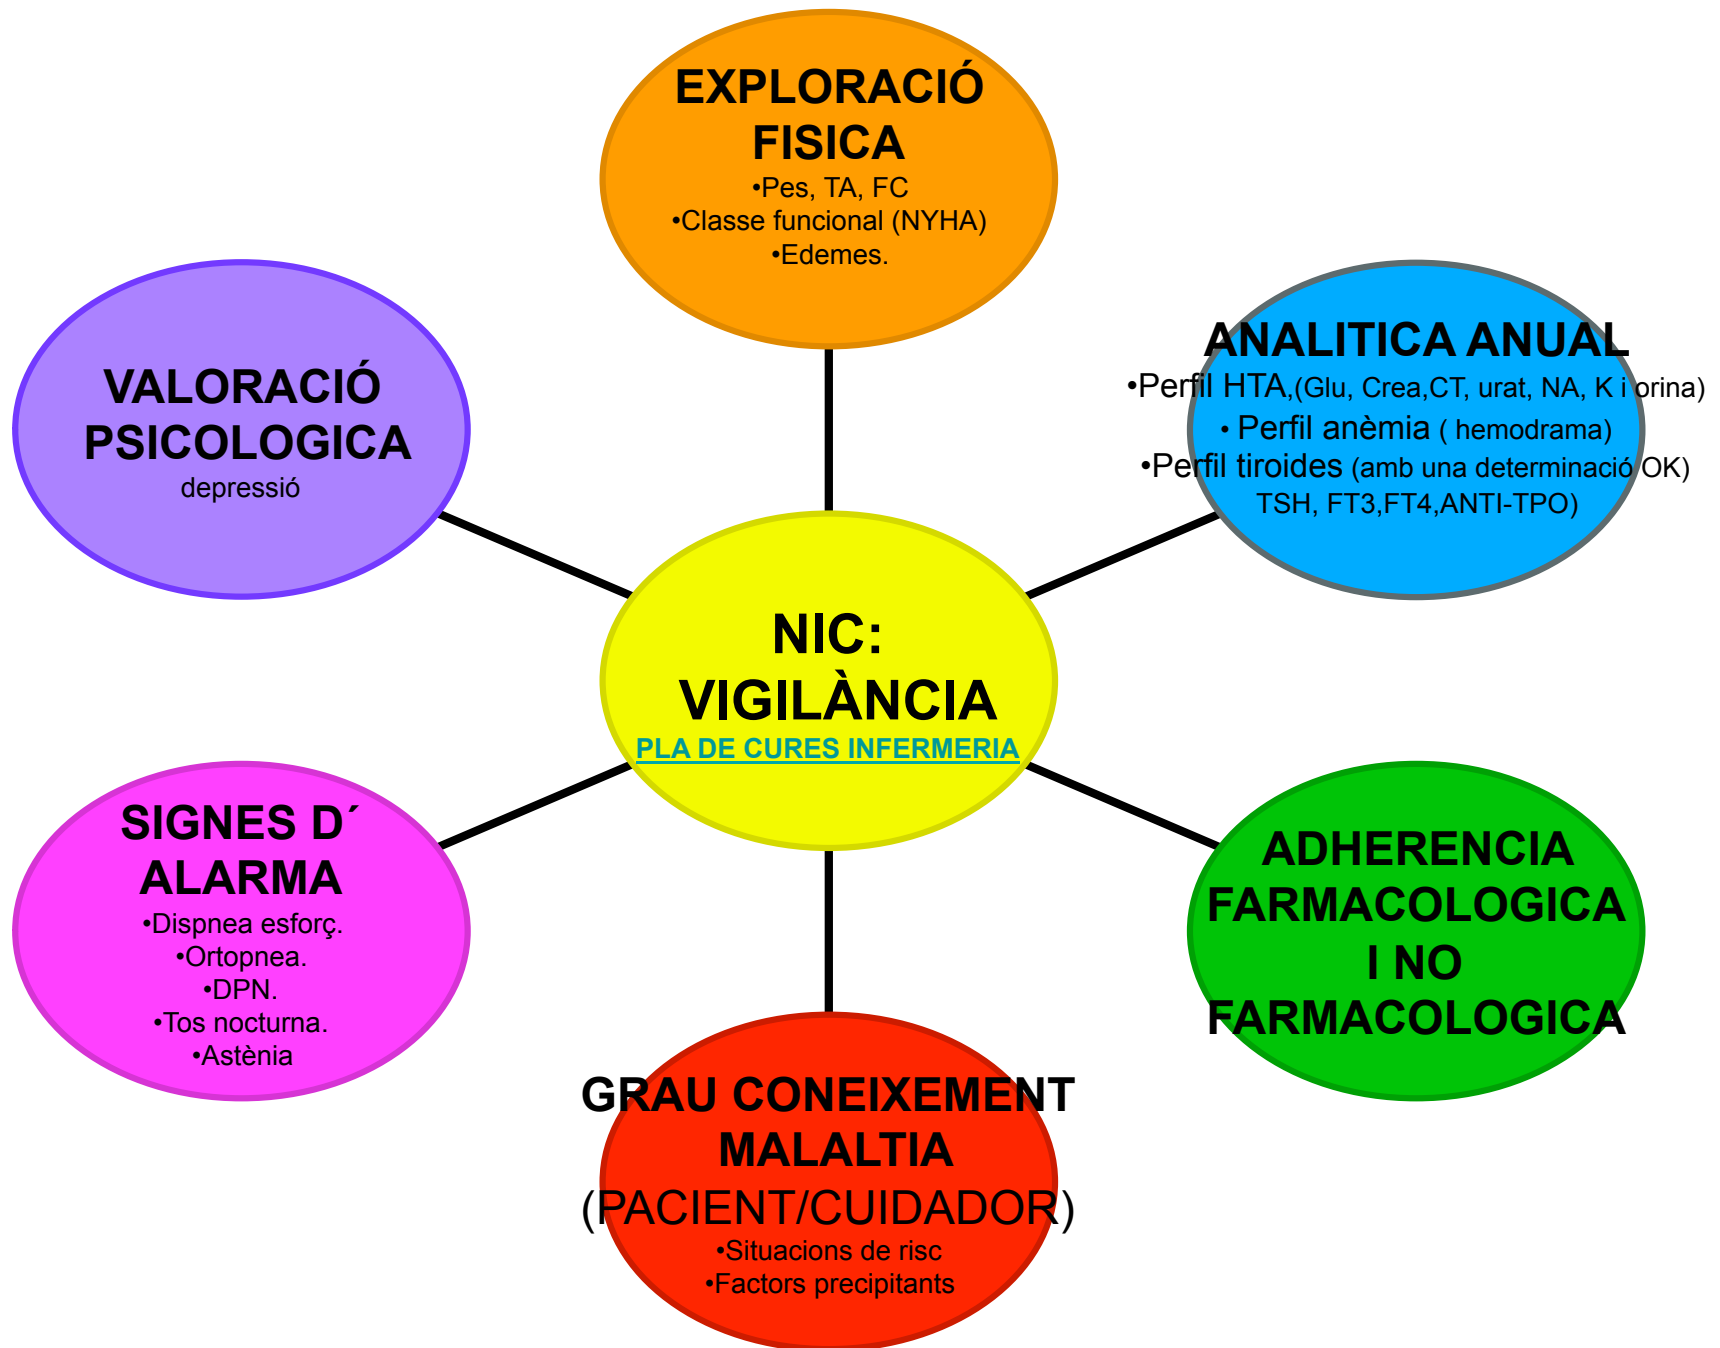 EXPLORACIÓ
FISICA
•Pes, TA, FC
•Classe funcional (NYHA)
•Edemes.
ANALITICA ANUAL
•Perfil HTA,(Glu, Crea,CT, urat, NA, K i orina)
• Perfil anèmia ( hemodrama)
•Perfil tiroides (amb una determinació OK)
TSH, FT3,FT4,ANTI-TPO)
VALORACIÓ
PSICOLOGICA
depressió
NIC:
VIGILÀNCIA
PLA DE CURES INFERMERIA
SIGNES D´
ALARMA
•Dispnea esforç.
•Ortopnea.
•DPN.
•Tos nocturna.
•Astènia
ADHERENCIA
FARMACOLOGICA
I NO
FARMACOLOGICA
GRAU CONEIXEMENT
MALALTIA
(PACIENT/CUIDADOR)
•Situacions de risc
•Factors precipitants